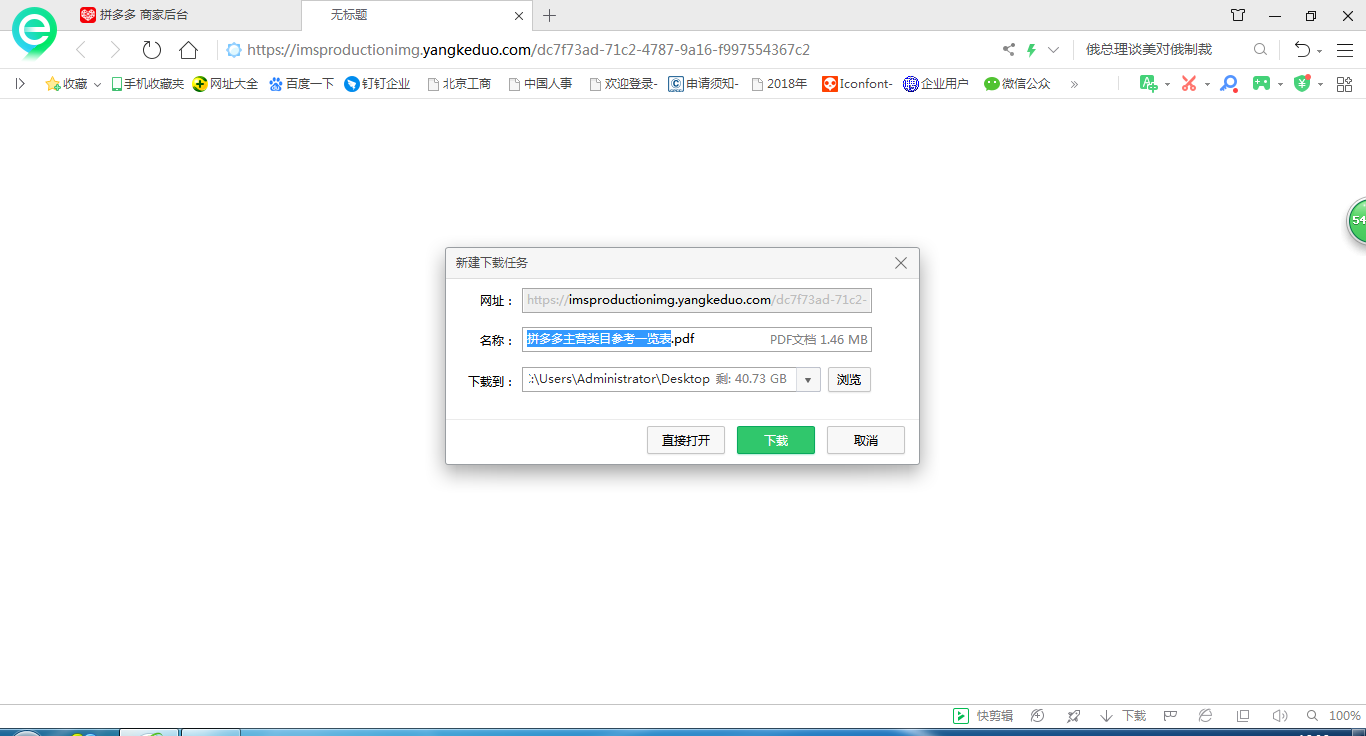 拼多多 商家后台
无标题
https://imsproductionimg.yangkeduo.com/dc7f73ad-71c2-4787-9a16-f997554367c2
俄总理谈美对俄制裁
收藏 手机收藏夹 网址大全 百度一下 钉钉企业 北京工商 中国人事 欢迎登录- 申请须知- 2018年 Iconfont- 企业用户 微信公众 »
54
新建下载任务
网址： https://imsproductionimg.yangkeduo.com/dc7f73ad-71c2-
名称： 拼多多主营类目参考一览表.pdf PDF文档 1.46 MB
下载到： :\Users\Administrator\Desktop 剩: 40.73 GB 浏览
直接打开 下载 取消
快剪辑 下载 100%